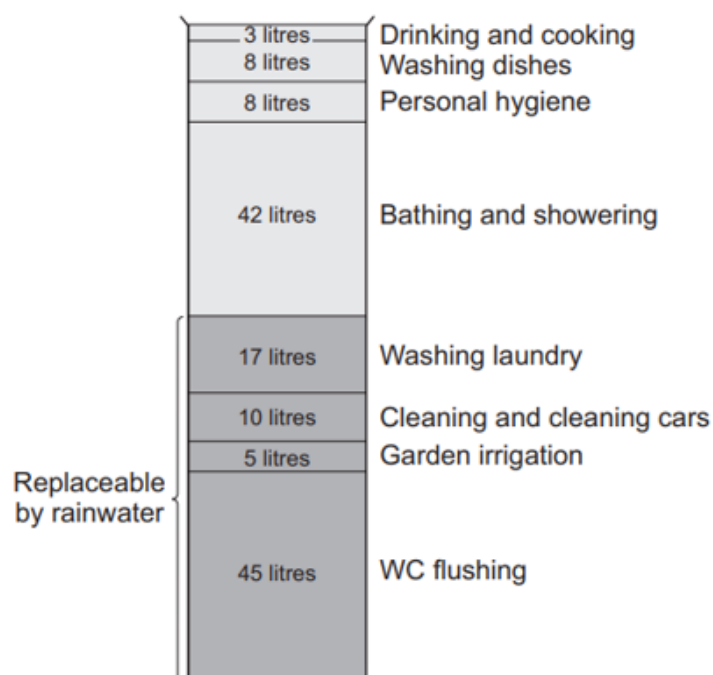 3 litres Drinking and cooking
8 litres Washing dishes
8 litres Personal hygiene
42 litres Bathing and showering
17 litres Washing laundry
10 litres Cleaning and cleaning cars
5 litres Garden irrigation
Replaceable
by rainwater
45 litres WC flushing